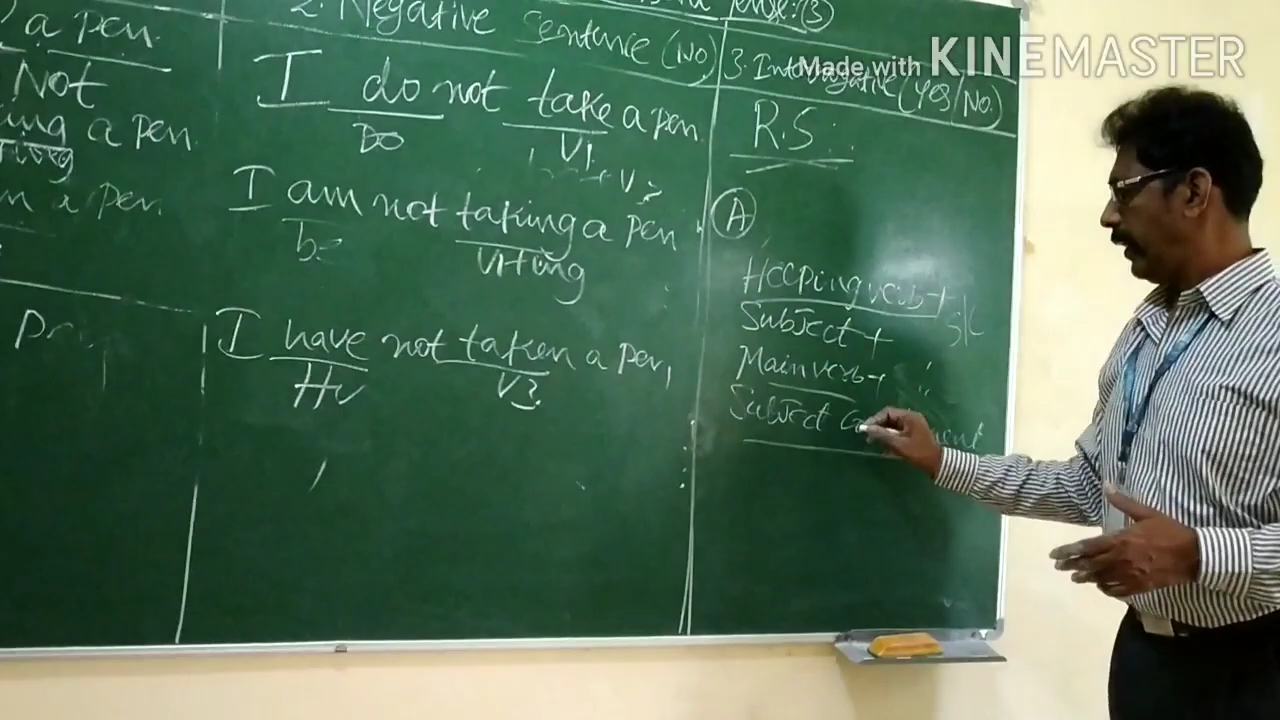 a pen.
Not
a pen.
a pen.
2. Negative Sentence (No)
I do not take a pen.
Do V1
V3
I am not taking a pen
be V1+ing
I have not taken a pen,
Hv V3
(3)
3. Interrogative (Yes/No)
R.S:
A
Helping verb +
Subject +
Main verb +
Subject
Made with KINEMASTER